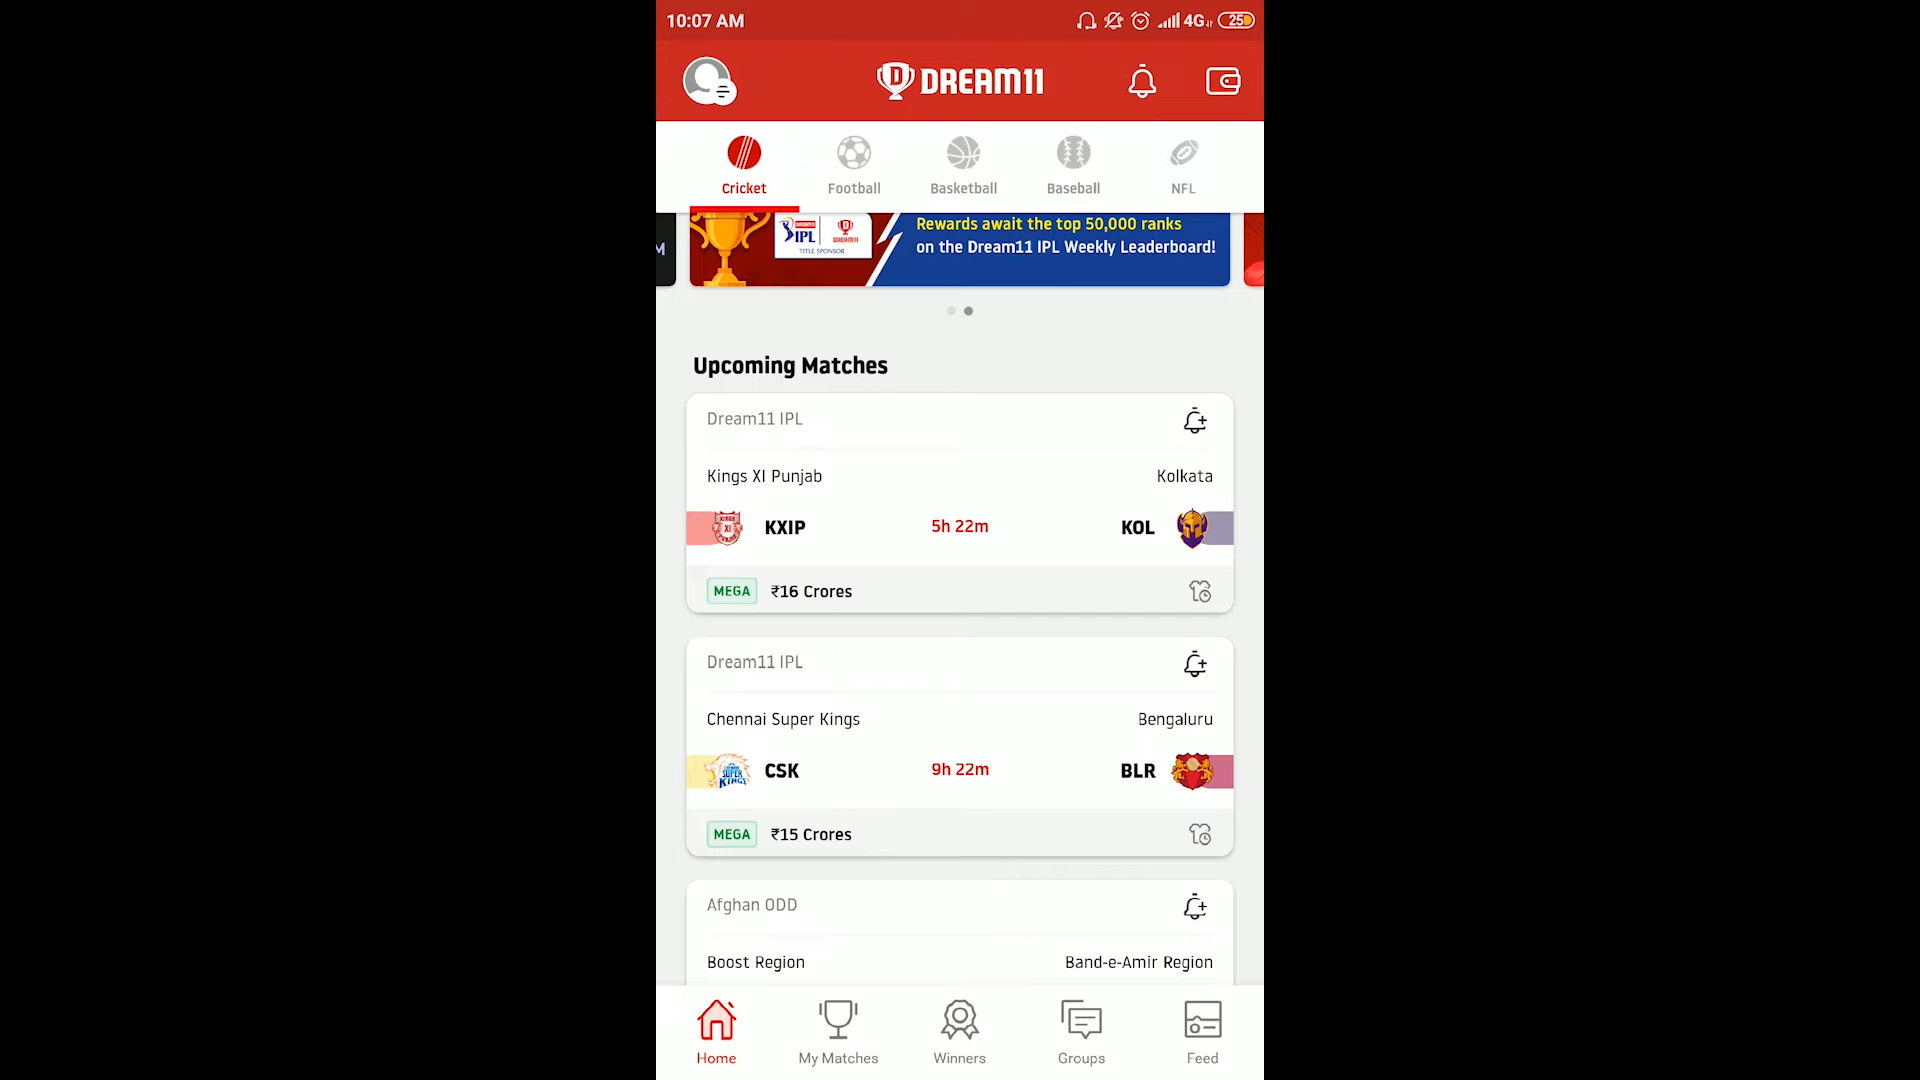 10:07 AM
4G
25
DREAM11
Cricket
Football
Basketball
Baseball
NFL
M
IPL
DREAM11
TITLE SPONSOR
Rewards await the top 50,000 ranks
on the Dream11 IPL Weekly Leaderboard!
Upcoming Matches
Dream11 IPL
Kings XI Punjab
Kolkata
KXIP
5h 22m
KOL
MEGA ₹16 Crores
Dream11 IPL
Chennai Super Kings
Bengaluru
CSK
9h 22m
BLR
MEGA ₹15 Crores
Afghan ODD
Boost Region
Band-e-Amir Region
Home
My Matches
Winners
Groups
Feed